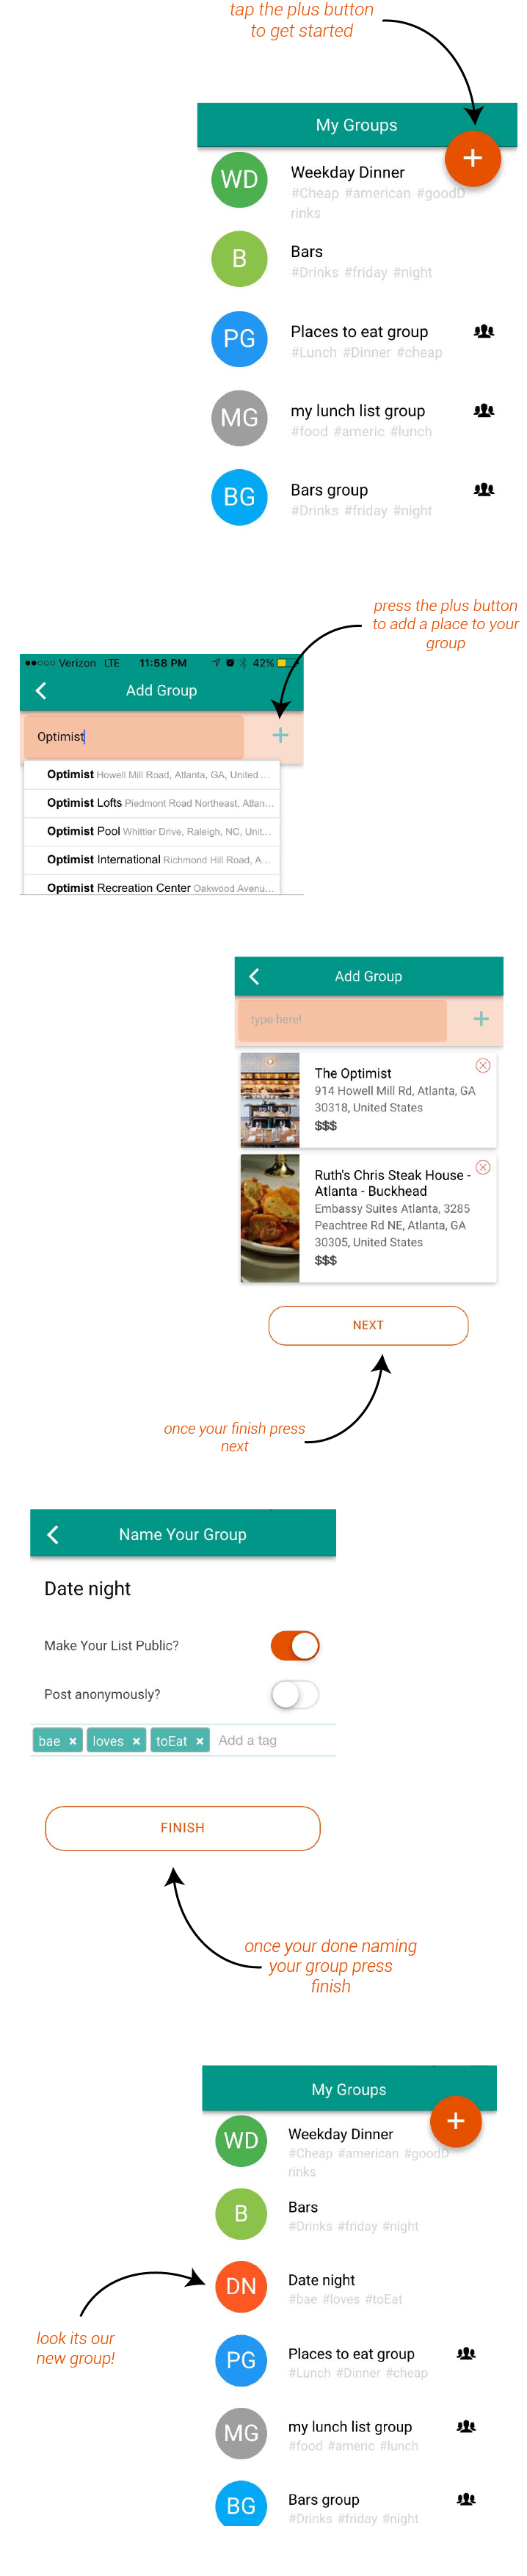 tap the plus button
to get started
My Groups
+
WD
Weekday Dinner
#Cheap #american #goodD
rinks
B
Bars
#Drinks #friday #night
PG
Places to eat group
#Lunch #Dinner #cheap
MG
my lunch list group
#food #americ #lunch
BG
Bars group
#Drinks #friday #night
press the plus button
to add a place to your
group
Verizon LTE 11:58 PM 42%
Add Group
Optimist
+
Optimist Howell Mill Road, Atlanta, GA, United ...
Optimist Lofts Piedmont Road Northeast, Atlan...
Optimist Pool Whittier Drive, Raleigh, NC, Unit...
Optimist International Richmond Hill Road, A...
Optimist Recreation Center Oakwood Avenu...
Add Group
type here!
+
The Optimist
914 Howell Mill Rd, Atlanta, GA
30318, United States
$$$
Ruth's Chris Steak House -
Atlanta - Buckhead
Embassy Suites Atlanta, 3285
Peachtree Rd NE, Atlanta, GA
30305, United States
$$$
NEXT
once your finish press
next
Name Your Group
Date night
Make Your List Public?
Post anonymously?
bae × loves × toEat × Add a tag
FINISH
once your done naming
your group press
finish
My Groups
+
WD
Weekday Dinner
#Cheap #american #goodD
rinks
B
Bars
#Drinks #friday #night
DN
Date night
#bae #loves #toEat
look its our
new group!
PG
Places to eat group
#Lunch #Dinner #cheap
MG
my lunch list group
#food #americ #lunch
BG
Bars group
#Drinks #friday #night